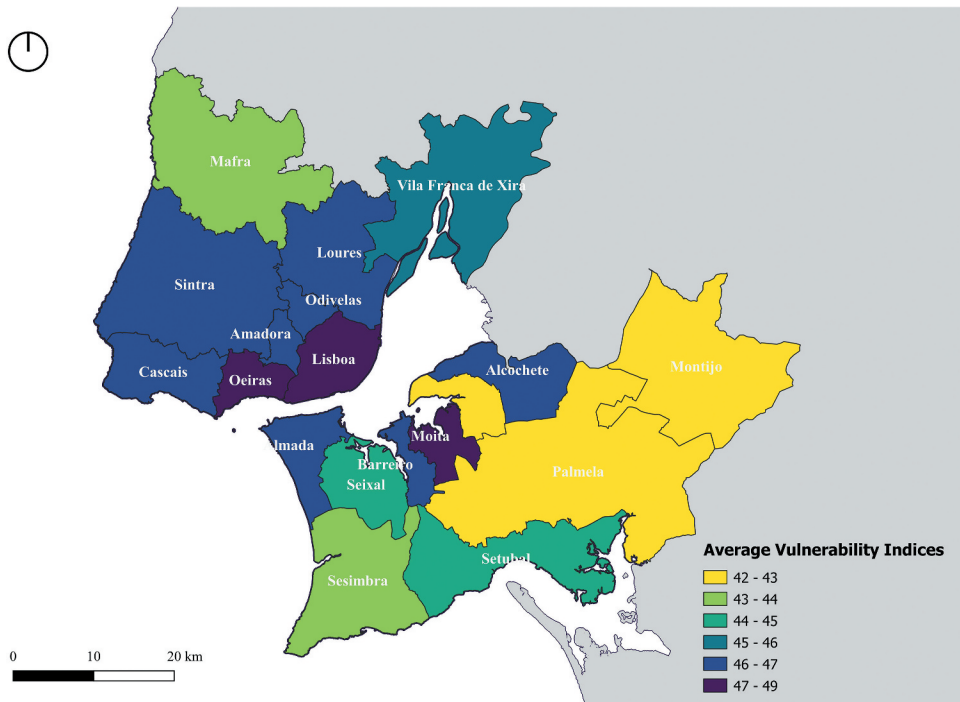 Mafra
Vila Franca de Xira
Loures
Sintra
Odivelas
Amadora
Lisboa
Cascais
Oeiras
Alcochete
Montijo
lmada
Moita
Barreiro
Seixal
Palmela
Setubal
Sesimbra
Average Vulnerability Indices
42 - 43
43 - 44
44 - 45
45 - 46
46 - 47
47 - 49
0 10 20 km